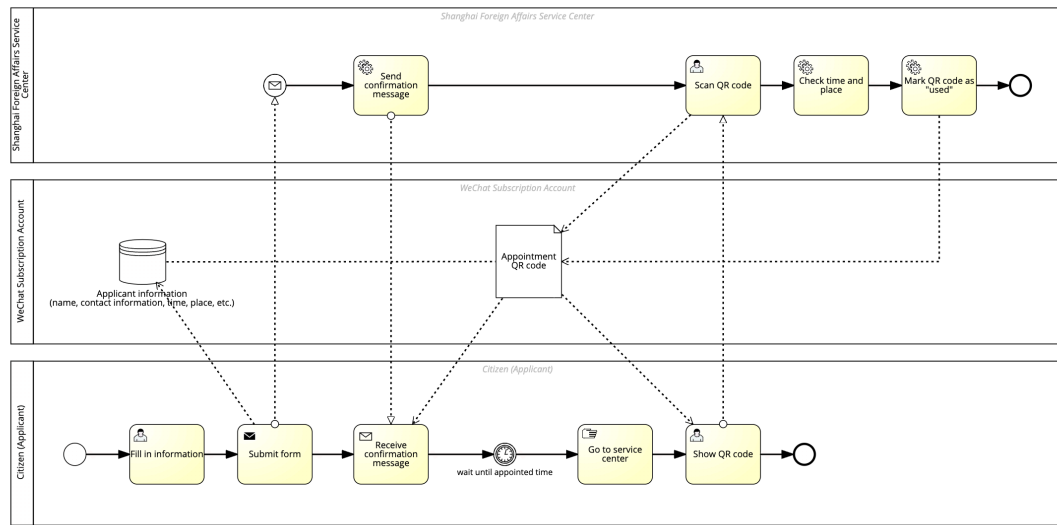 Shanghai Foreign Affairs Service
Center
Shanghai Foreign Affairs Service Center
Send
confirmation
message
Scan QR code
Check time and
place
Mark QR code as
"used"
WeChat Subscription Account
WeChat Subscription Account
Applicant information
(name, contact information, time, place, etc.)
Appointment
QR code
Citizen (Applicant)
Citizen (Applicant)
Fill in information
Submit form
Receive
confirmation
message
wait until appointed time
Go to service
center
Show QR code